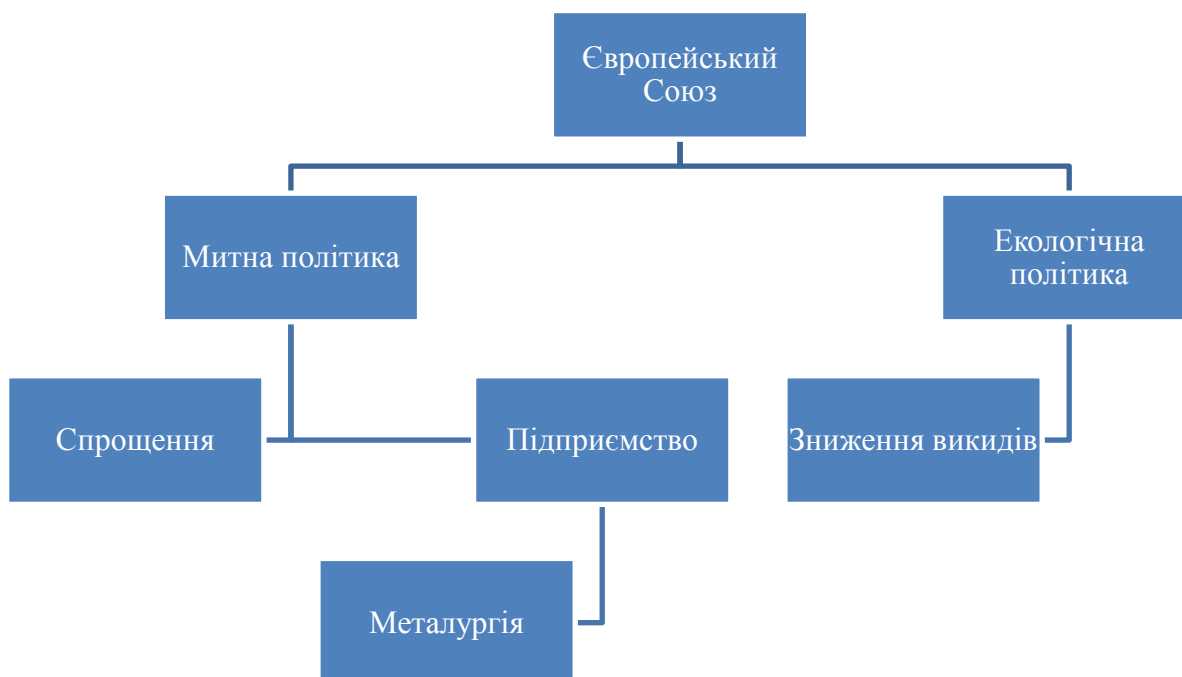 Європейський
Союз
Митна політика
Екологічна
політика
Спрощення
Підприємство
Зниження викидів
Металургія